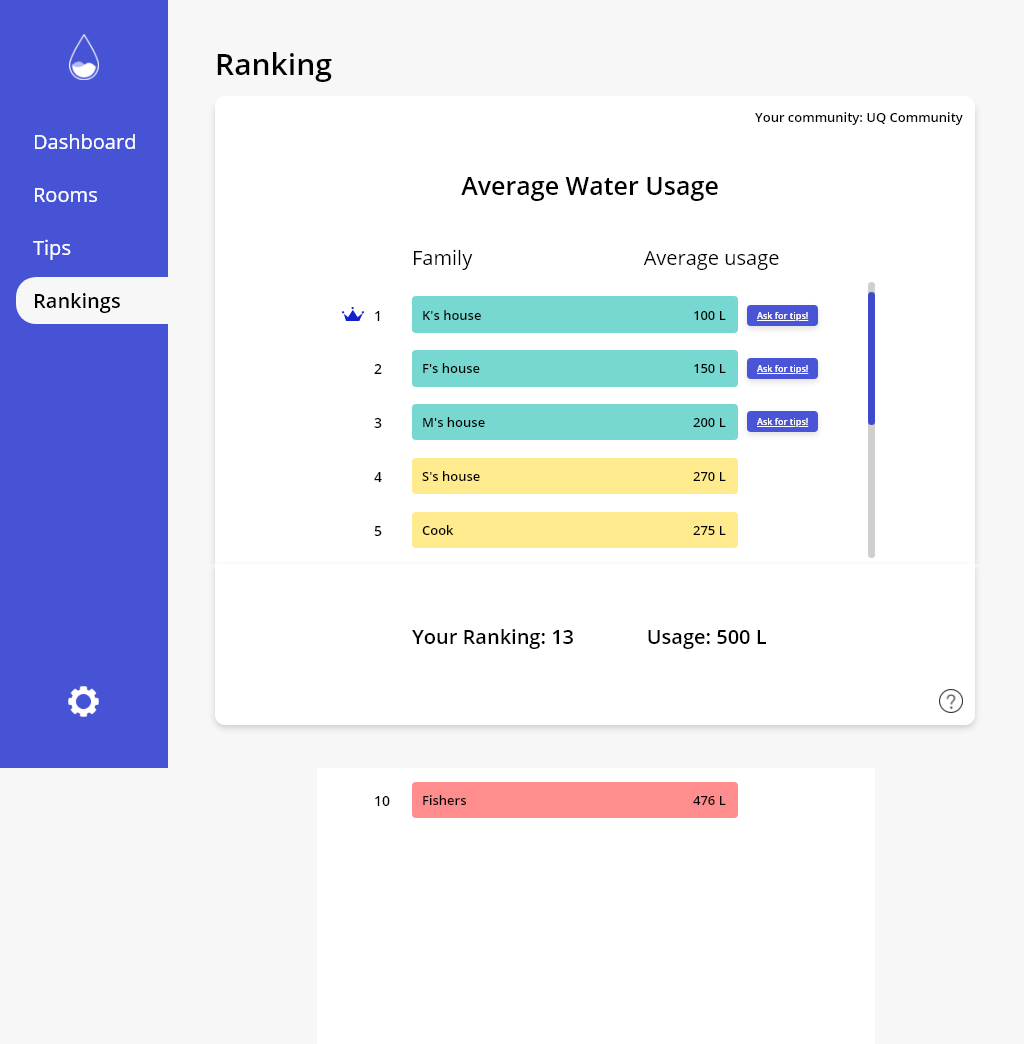 Dashboard
Rooms
Tips
Rankings
Ranking
Your community: UQ Community
Average Water Usage
Family Average usage
1 K's house 100 L Ask for tips!
2 F's house 150 L Ask for tips!
3 M's house 200 L Ask for tips!
4 S's house 270 L
5 Cook 275 L
Your Ranking: 13 Usage: 500 L
?
10 Fishers 476 L